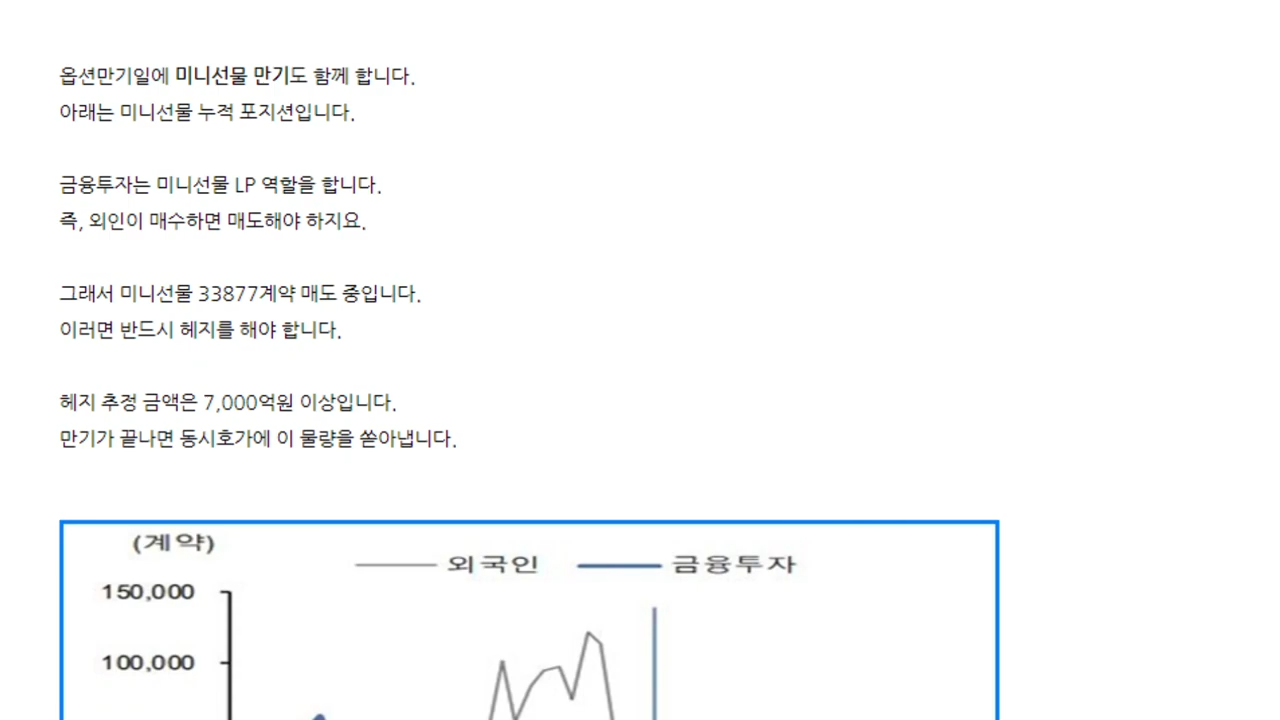 옵션만기일에 미니선물 만기도 함께 합니다.
아래는 미니선물 누적 포지션입니다.
금융투자는 미니선물 LP 역할을 합니다.
즉, 외인이 매수하면 매도해야 하지요.
그래서 미니선물 33877계약 매도 중입니다.
이러면 반드시 헤지를 해야 합니다.
헤지 추정 금액은 7,000억원 이상입니다.
만기가 끝나면 동시호가에 이 물량을 쏟아냅니다.
(계약)
외국인 금융투자
150,000
100,000